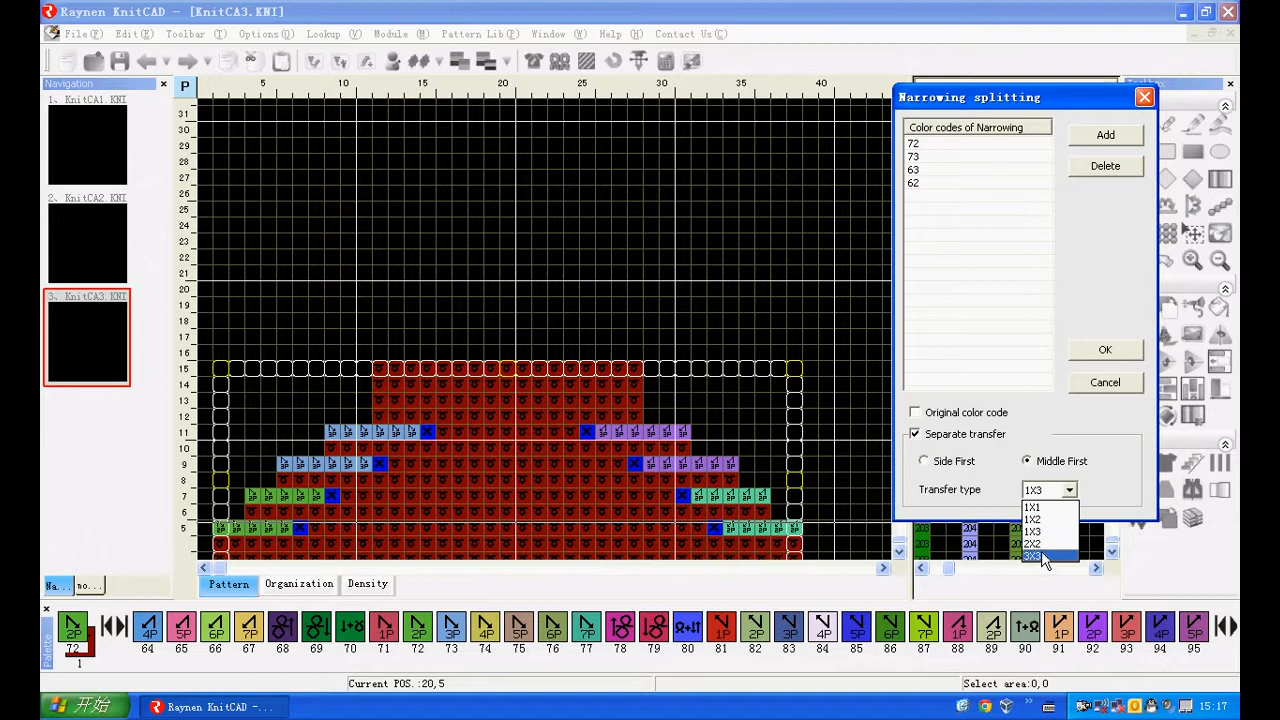 Raynen KnitCAD - [KnitCA3.KNI]
File(F) Edit(E) Toolbar (T) Options(Z) Lookup (V) Module (M) Pattern Lib(P) Window (W) Help (H) Contact Us(C)
Navigation
1、KnitCA1.KNI
2、KnitCA2.KNI
3、KnitCA3.KNI
Na... no...
P 5 10 15 20 25 30 35 40
31
30
29
28
27
26
25
24
23
22
21
20
19
18
17
16
15
14
13
12
11
10
9
8
7
6
5
4
Narrowing splitting
Color codes of Narrowing
72
73
63
62
Add
Delete
OK
Cancel
Original color code
Separate transfer
Side First Middle First
Transfer type 1X3
1X1
1X2
1X3
2X2
3X3
203 204 205
Pattern Organization Density
Palette
2P 4P 5P 6P 7P 1P 2P 3P 4P 5P 6P 7P 1P 2P 3P 4P 5P 6P 7P 1P 2P 1P 2P 3P 4P 5P
72 64 65 66 67 68 69 70 71 72 73 74 75 76 77 78 79 80 81 82 83 84 85 86 87 88 89 90 91 92 93 94 95
1
Current POS. :20,5 Select area:0,0
开始 Raynen KnitCAD -... 15:17